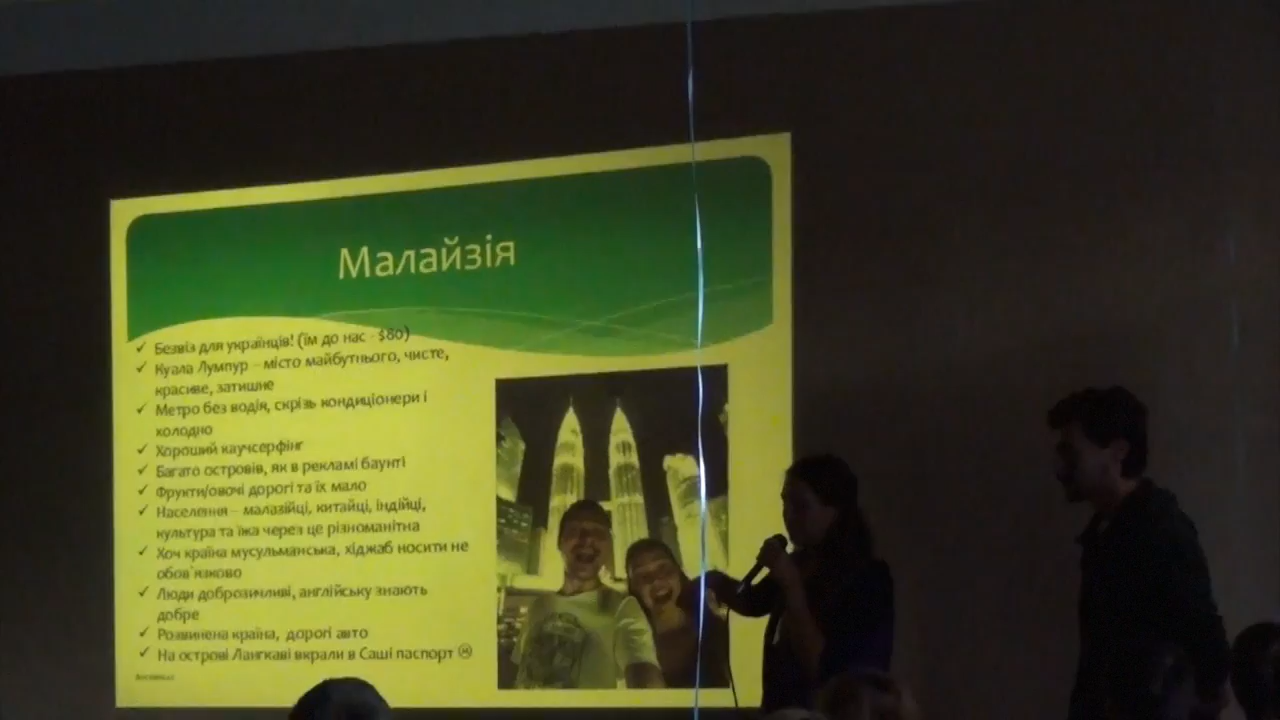 Малайзія
✓ Безвіз для українців! (їм до нас - $80)
✓ Куала Лумпур – місто майбутнього, чисте,
красиве, затишне
✓ Метро без водія, скрізь кондиціонери і
холодно
✓ Хороший каучсерфінг
✓ Багато островів, як в рекламі баунті
✓ Фрукти/овочі дорогі та їх мало
✓ Населення – малазійці, китайці, індійці,
культура та їжа через це різноманітна
✓ Хоч країна мусульманська, хіджаб носити не
обов`язково
✓ Люди доброзичливі, англійську знають
добре
✓ Розвинена країна, дорогі авто
✓ На острові Лангкаві вкрали в Саші паспорт ☹